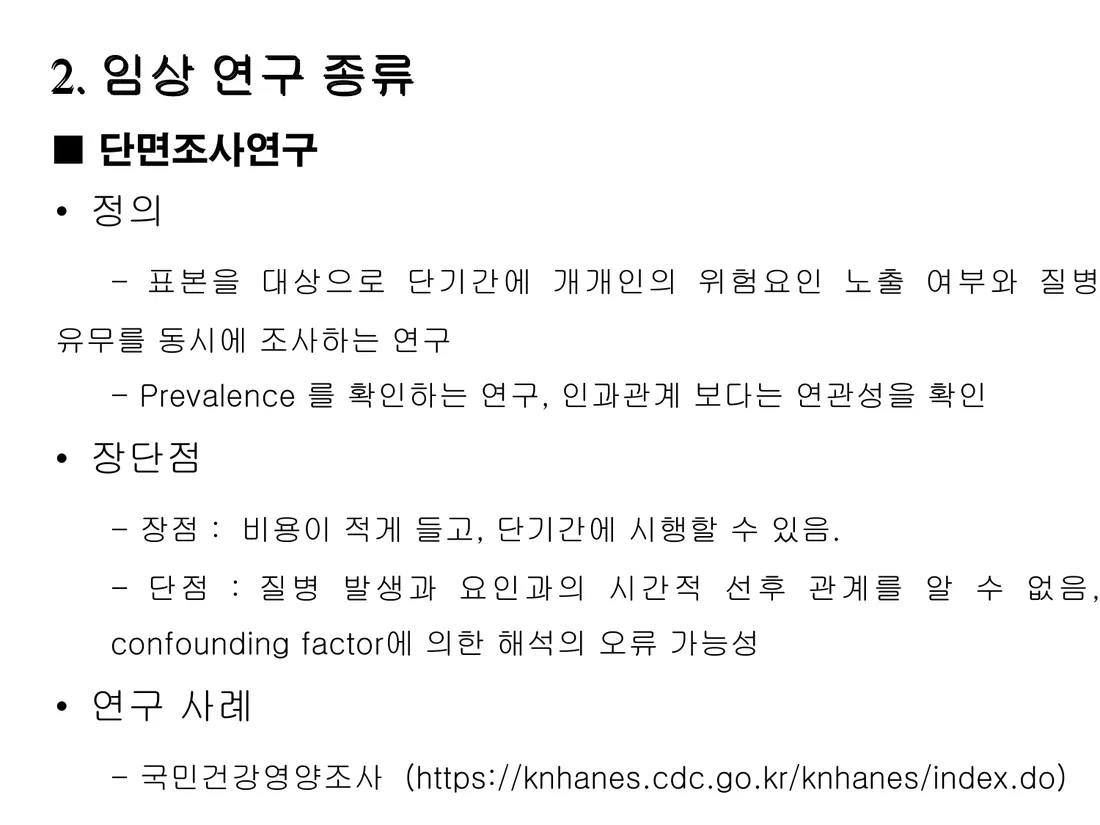 2. 임상 연구 종류
■ 단면조사연구
• 정의
– 표본을 대상으로 단기간에 개개인의 위험요인 노출 여부와 질병
유무를 동시에 조사하는 연구
– Prevalence 를 확인하는 연구, 인과관계 보다는 연관성을 확인
• 장단점
– 장점 : 비용이 적게 들고, 단기간에 시행할 수 있음.
– 단점 : 질병 발생과 요인과의 시간적 선후 관계를 알 수 없음,
confounding factor에 의한 해석의 오류 가능성
• 연구 사례
– 국민건강영양조사 (https://knhanes.cdc.go.kr/knhanes/index.do)